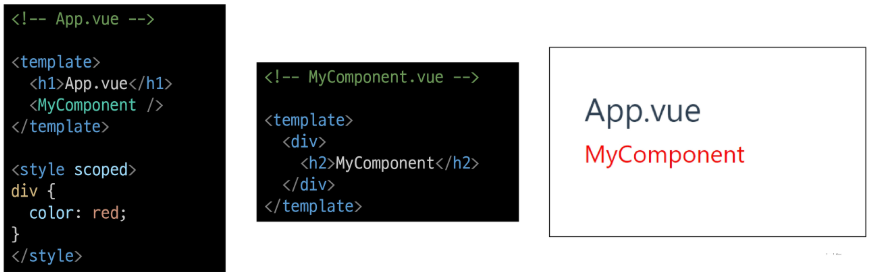 <!-- App.vue -->
<template>
  <h1>App.vue</h1>
  <MyComponent />
</template>
<style scoped>
div {
  color: red;
}
</style>
<!-- MyComponent.vue -->
<template>
  <div>
    <h2>MyComponent</h2>
  </div>
</template>
App.vue
MyComponent